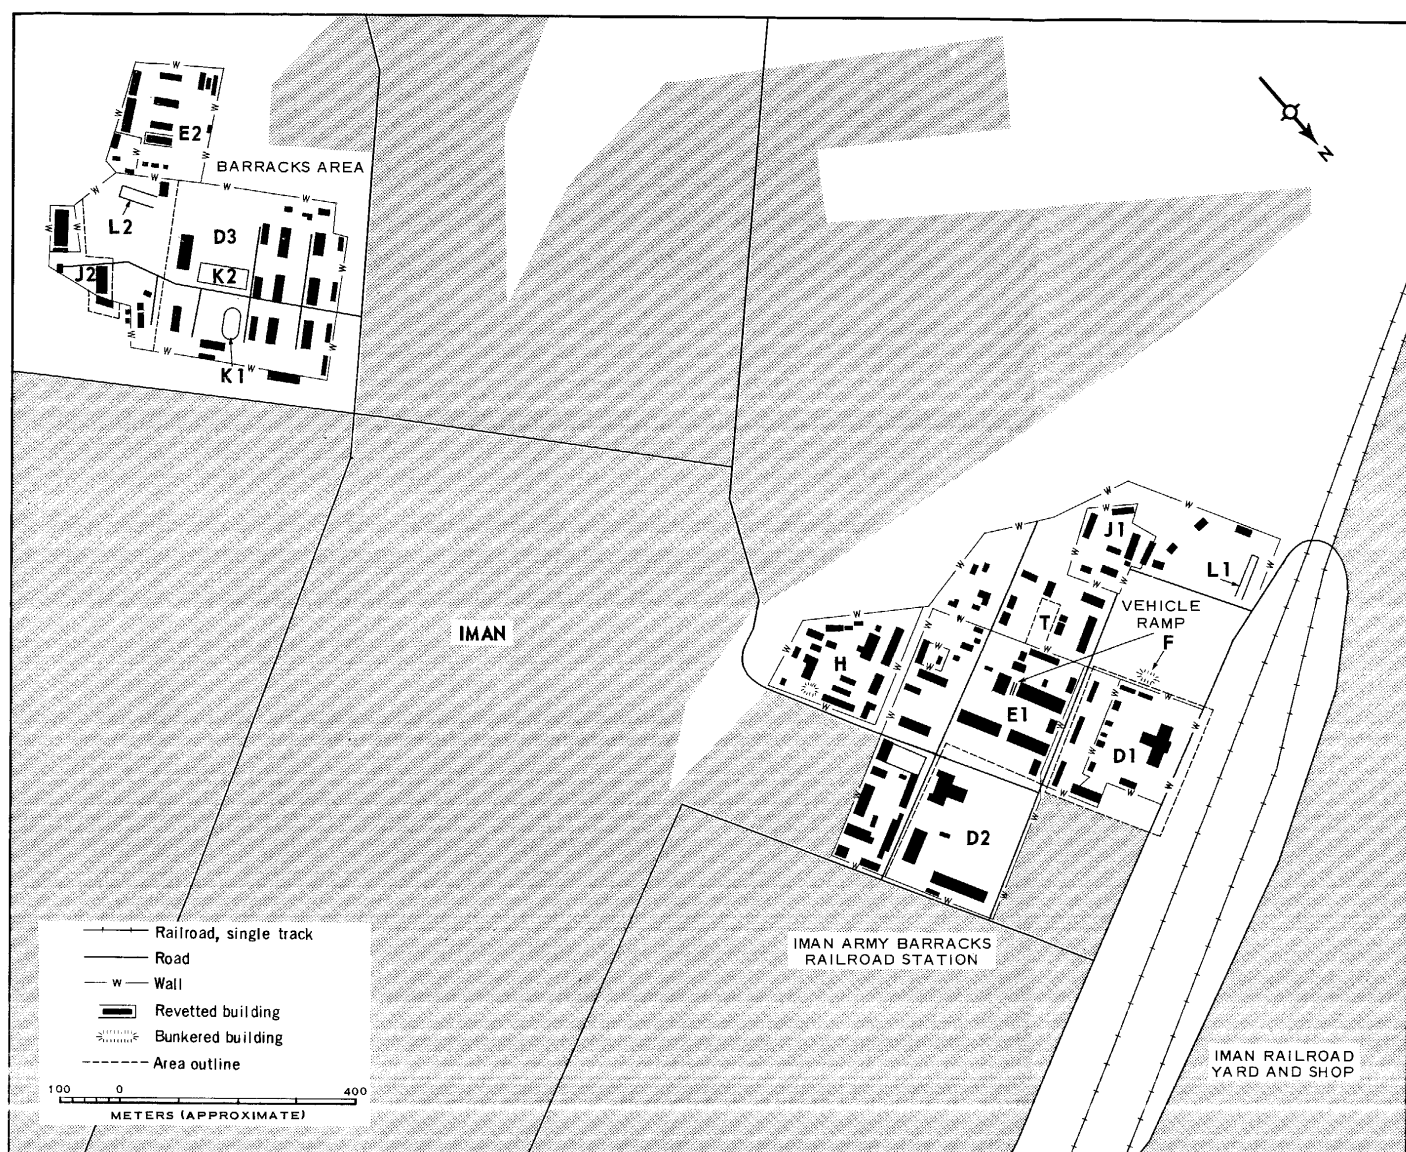 E2
BARRACKS AREA
L2
D3
J2
K2
K1
N
IMAN
J1
L1
VEHICLE
RAMP
T
F
H
E1
D1
D2
IMAN ARMY BARRACKS
RAILROAD STATION
IMAN RAILROAD
YARD AND SHOP
Railroad, single track
Road
W Wall
Revetted building
Bunkered building
Area outline
100 0 400
METERS (APPROXIMATE)